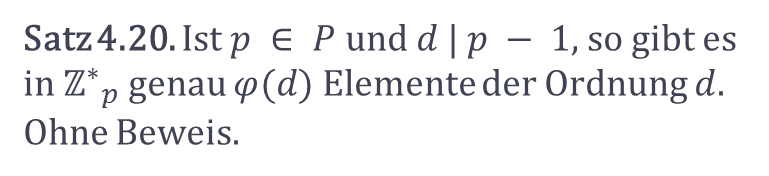 Satz 4.20. Ist p ∈ P und d | p − 1, so gibt es
in ℤ*ₚ genau φ(d) Elemente der Ordnung d.
Ohne Beweis.